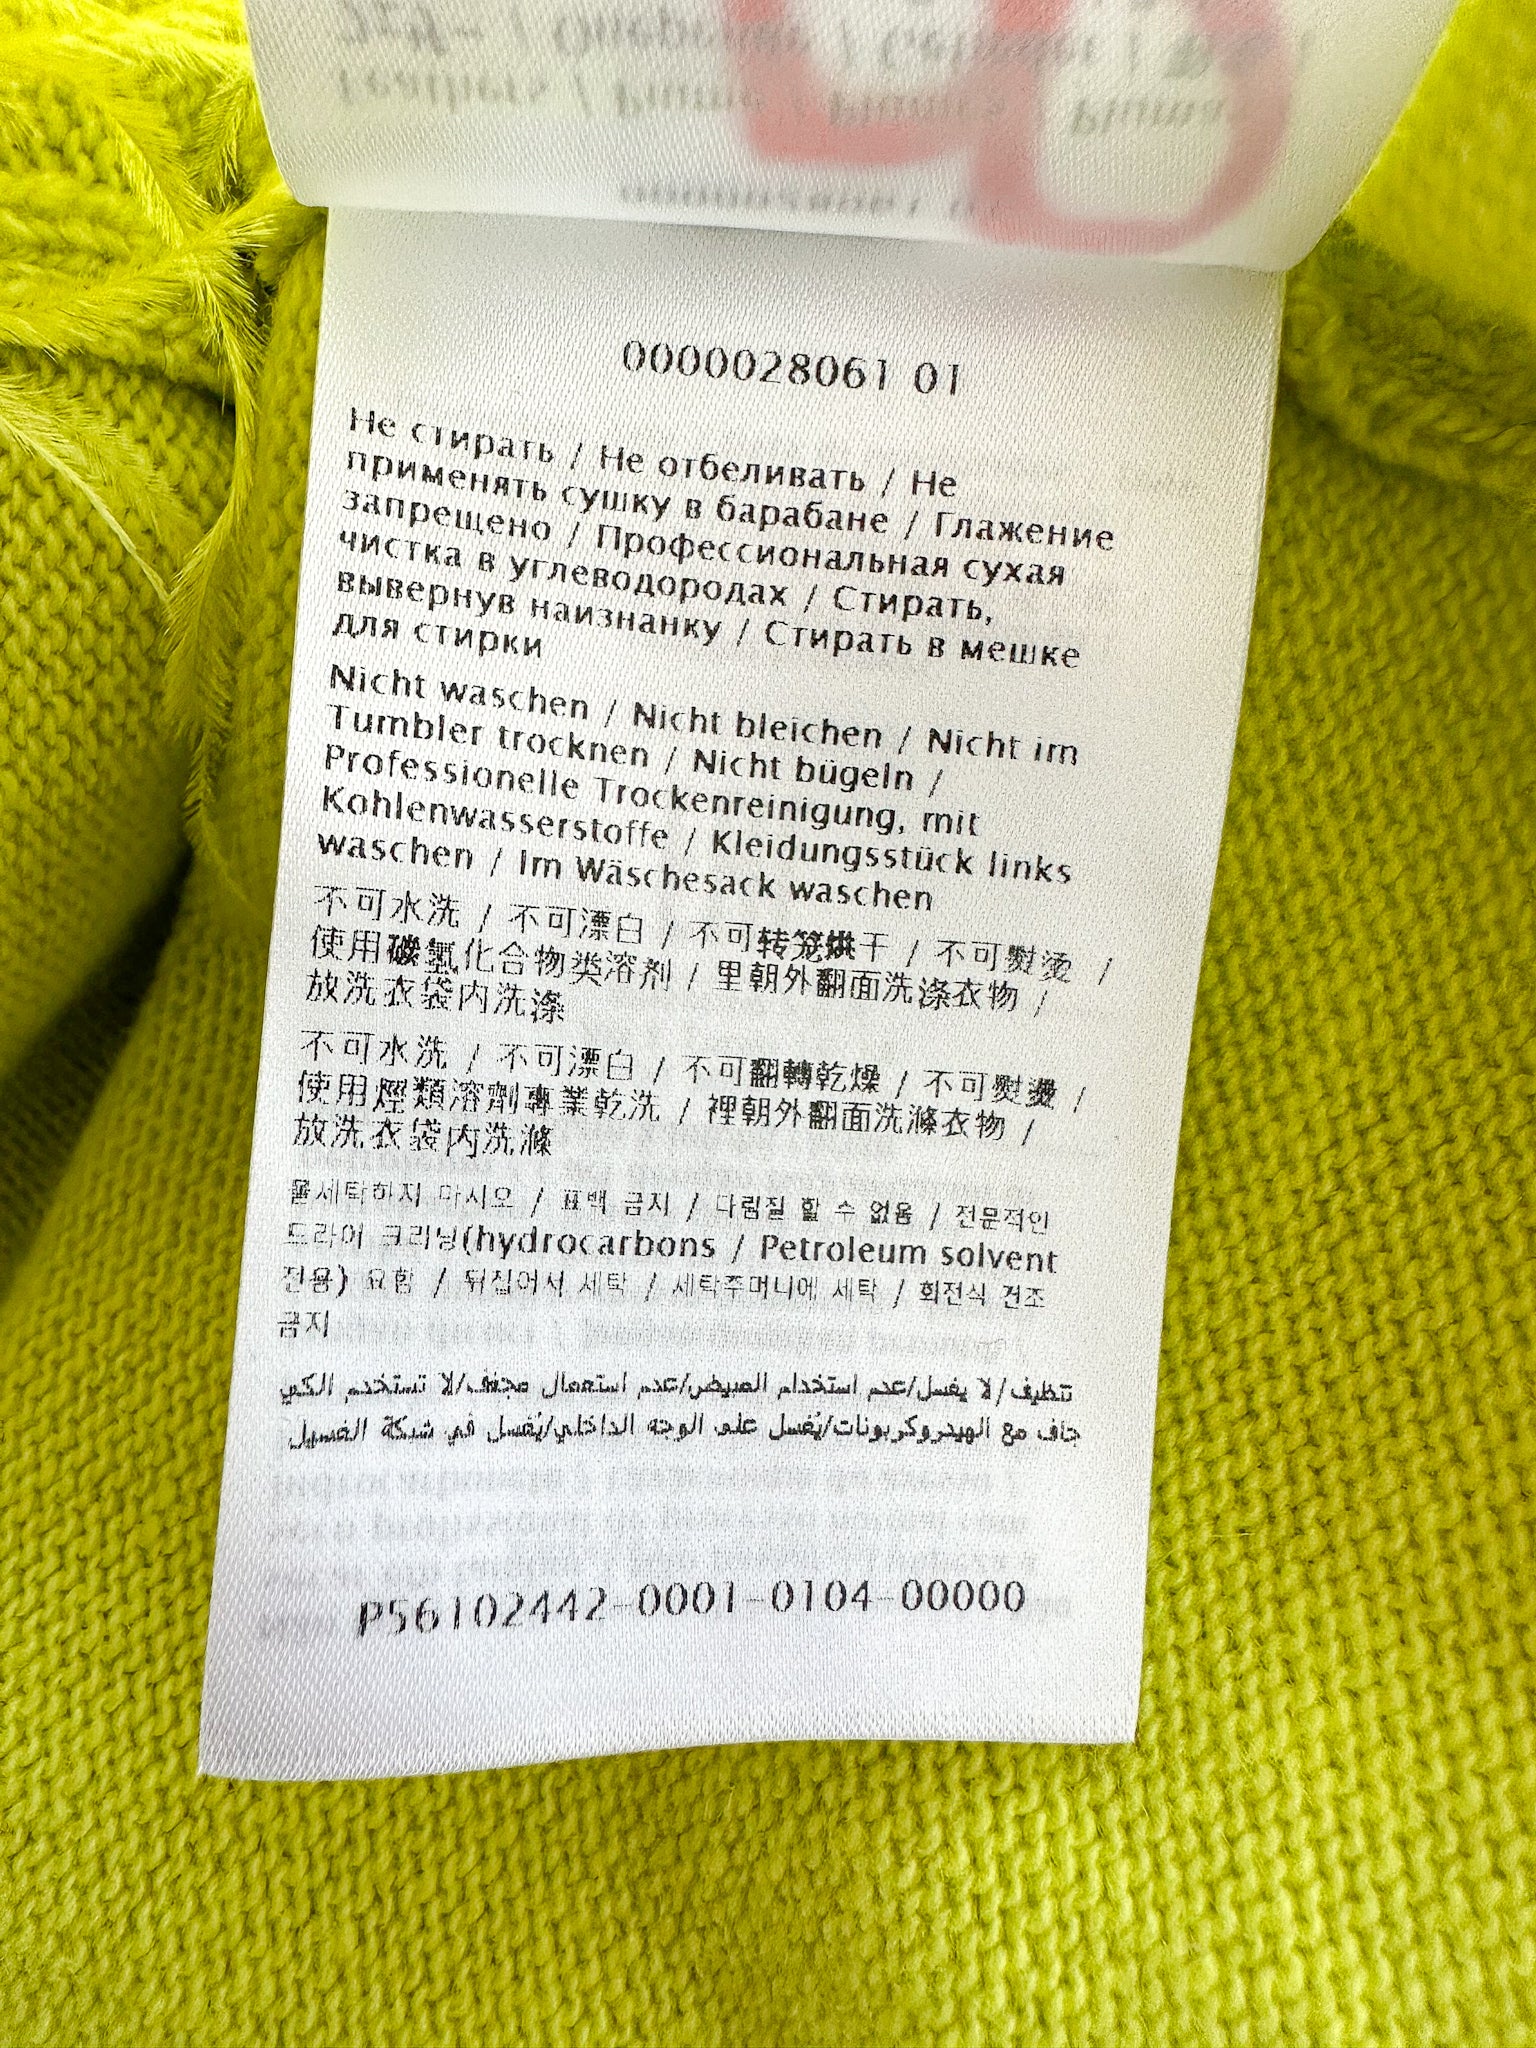 0000028061 01
Не стирать / Не отбеливать / Не
применять сушку в барабане / Глажение
запрещено / Профессиональная сухая
чистка в углеводородах / Стирать,
вывернув наизнанку / Стирать в мешке
для стирки
Nicht waschen / Nicht bleichen / Nicht im
Tumbler trocknen / Nicht bügeln /
Professionelle Trockenreinigung, mit
Kohlenwasserstoffe / Kleidungsstück links
waschen / Im Wäschesack waschen
不可水洗 / 不可漂白 / 不可转笼烘干 / 不可熨烫 /
使用碳氢化合物类溶剂 / 里朝外翻面洗涤衣物 /
放洗衣袋内洗涤
不可水洗 / 不可漂白 / 不可翻轉乾燥 / 不可熨燙 /
使用烴類溶劑專業乾洗 / 裡朝外翻面洗滌衣物 /
放洗衣袋内洗滌
물세탁하지 마시오 / 표백 금지 / 다림질 할 수 없음 / 전문적인
드라이 크리닝(hydrocarbons / Petroleum solvent
전용) 요함 / 뒤집어서 세탁 / 세탁주머니에 세탁 / 회전식 건조
금지
تنظيف/لا يغسل/عدم استخدام المبيض/عدم استعمال مجفف/لا تستخدم الكي
جاف مع الهيدروكربونات/يُغسل على الوجه الداخلي/يُغسل في شبكة الغسيل
P56102442-0001-0104-00000